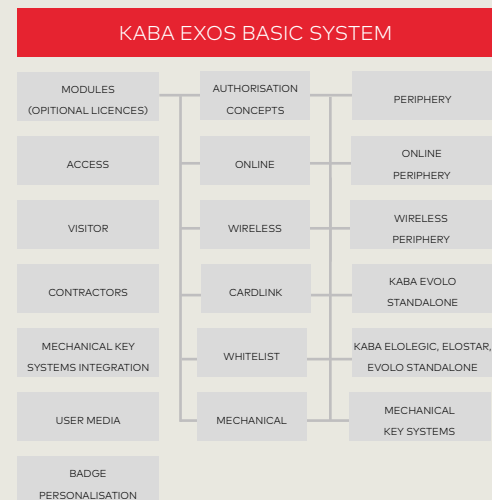 KABA EXOS BASIC SYSTEM
MODULES
(OPITIONAL LICENCES)
ACCESS
VISITOR
CONTRACTORS
MECHANICAL KEY
SYSTEMS INTEGRATION
USER MEDIA
BADGE
PERSONALISATION
AUTHORISATION
CONCEPTS
ONLINE
WIRELESS
CARDLINK
WHITELIST
MECHANICAL
PERIPHERY
ONLINE
PERIPHERY
WIRELESS
PERIPHERY
KABA EVOLO
STANDALONE
KABA ELOLEGIC, ELOSTAR,
EVOLO STANDALONE
MECHANICAL
KEY SYSTEMS